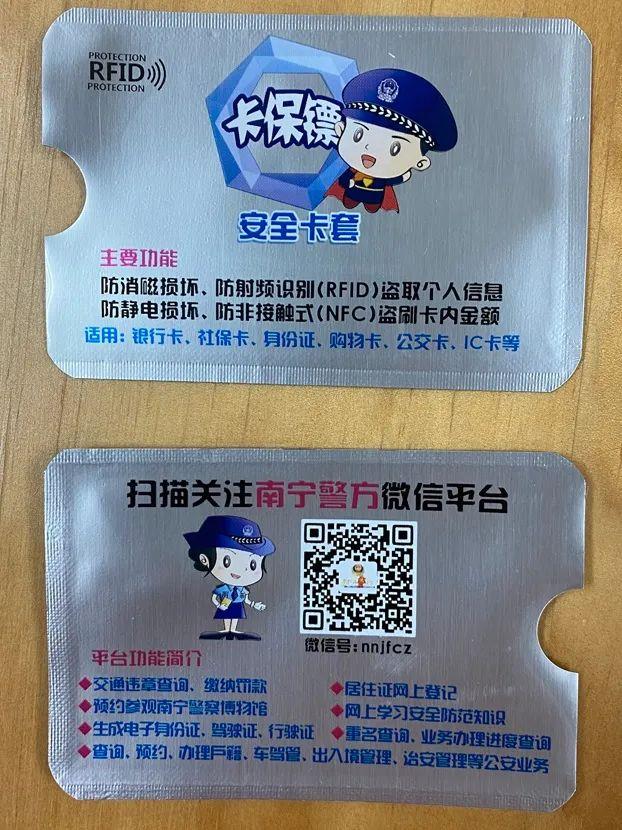 PROTECTION
RFID
PROTECTION
卡保镖
安全卡套
主要功能
防消磁损坏、防射频识别(RFID)盗取个人信息
防静电损坏、防非接触式(NFC)盗刷卡内金额
适用：银行卡、社保卡、身份证、购物卡、公交卡、IC卡等
扫描关注南宁警方微信平台
微信号:nnjfcz
平台功能简介
◆交通违章查询、缴纳罚款
◆预约参观南宁警察博物馆
◆生成电子身份证、驾驶证、行驶证
◆居住证网上登记
◆网上学习安全防范知识
◆重名查询、业务办理进度查询
◆查询、预约、办理户籍、车驾管、出入境管理、治安管理等公安业务